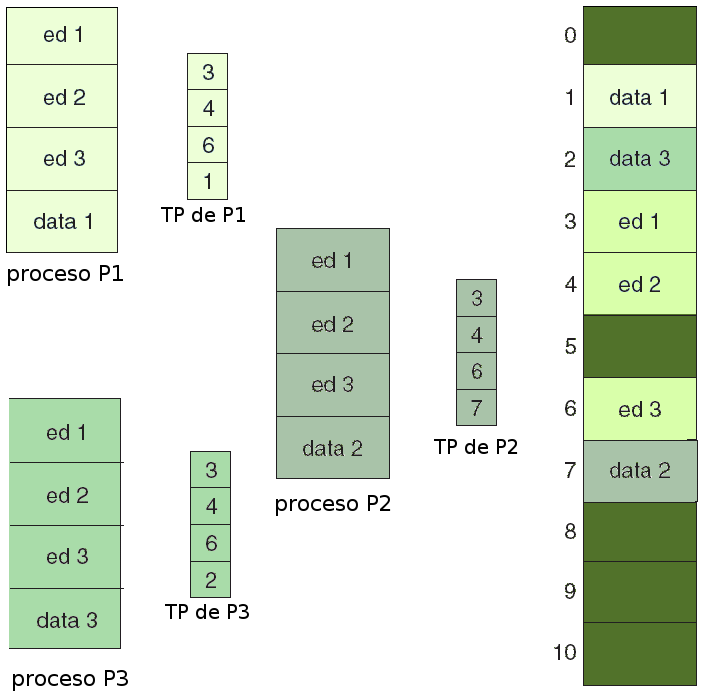 ed 1
ed 2
ed 3
data 1
proceso P1
3
4
6
1
TP de P1
ed 1
ed 2
ed 3
data 2
proceso P2
3
4
6
7
TP de P2
ed 1
ed 2
ed 3
data 3
proceso P3
3
4
6
2
TP de P3
0
1 data 1
2 data 3
3 ed 1
4 ed 2
5
6 ed 3
7 data 2
8
9
10